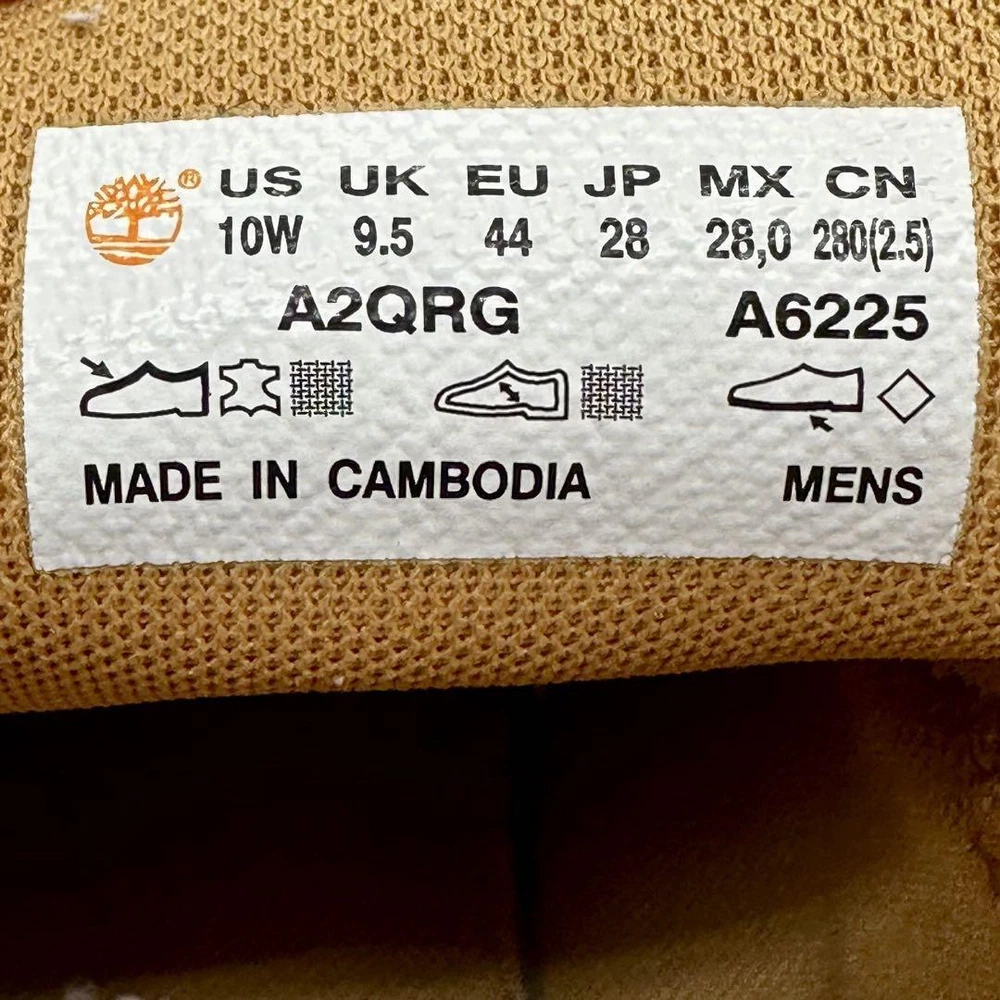 ® US UK EU JP MX CN
10W 9.5 44 28 28,0 280(2.5)
A2QRG A6225
MADE IN CAMBODIA MENS